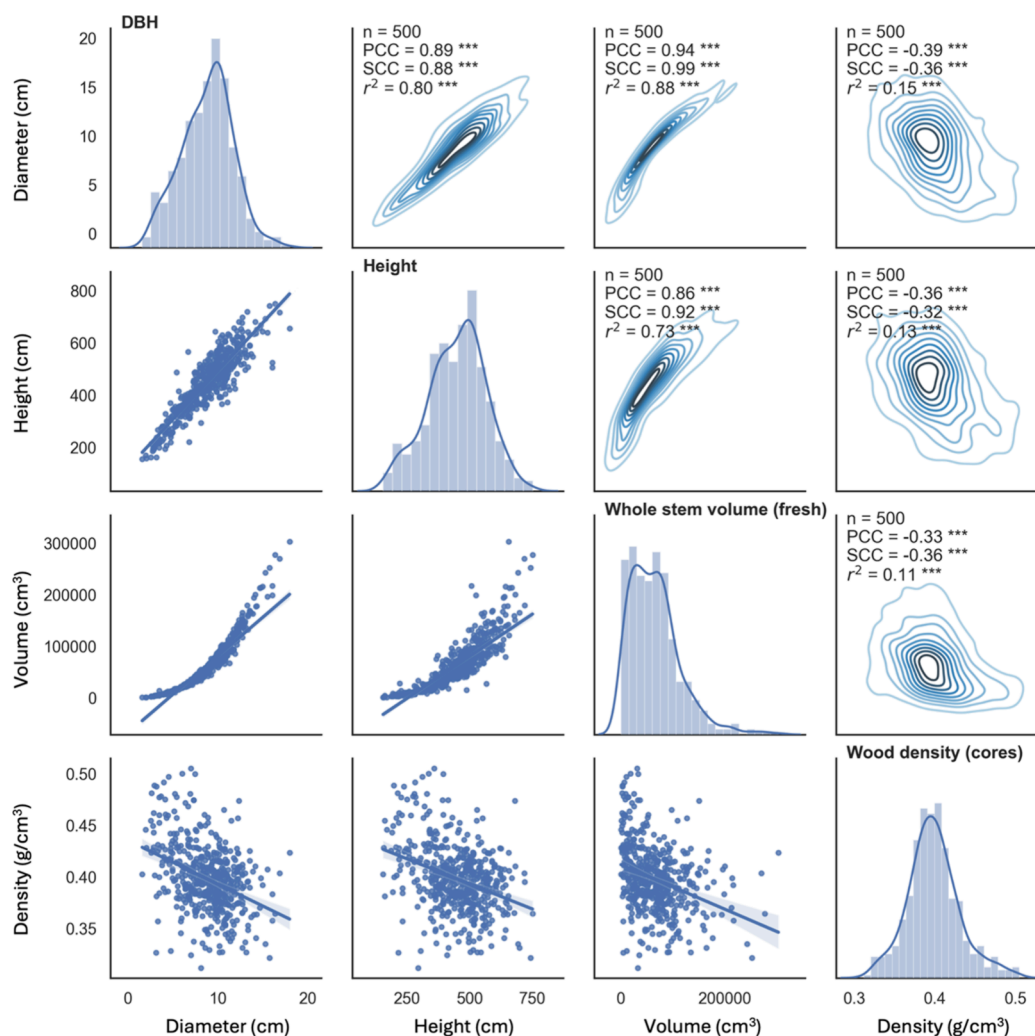 DBH
20
15
10
5
0
Diameter (cm)
n = 500
PCC = 0.89 ***
SCC = 0.88 ***
r² = 0.80 ***
n = 500
PCC = 0.94 ***
SCC = 0.99 ***
r² = 0.88 ***
n = 500
PCC = -0.39 ***
SCC = -0.36 ***
r² = 0.15 ***
Height
800
600
400
200
Height (cm)
n = 500
PCC = 0.86 ***
SCC = 0.92 ***
r² = 0.73 ***
n = 500
PCC = -0.36 ***
SCC = -0.32 ***
r² = 0.13 ***
Whole stem volume (fresh)
300000
200000
100000
0
Volume (cm³)
n = 500
PCC = -0.33 ***
SCC = -0.36 ***
r² = 0.11 ***
Wood density (cores)
0.50
0.45
0.40
0.35
Density (g/cm³)
0 10 20
250 500 750
0 200000
0.3 0.4 0.5
Diameter (cm)
Height (cm)
Volume (cm³)
Density (g/cm³)